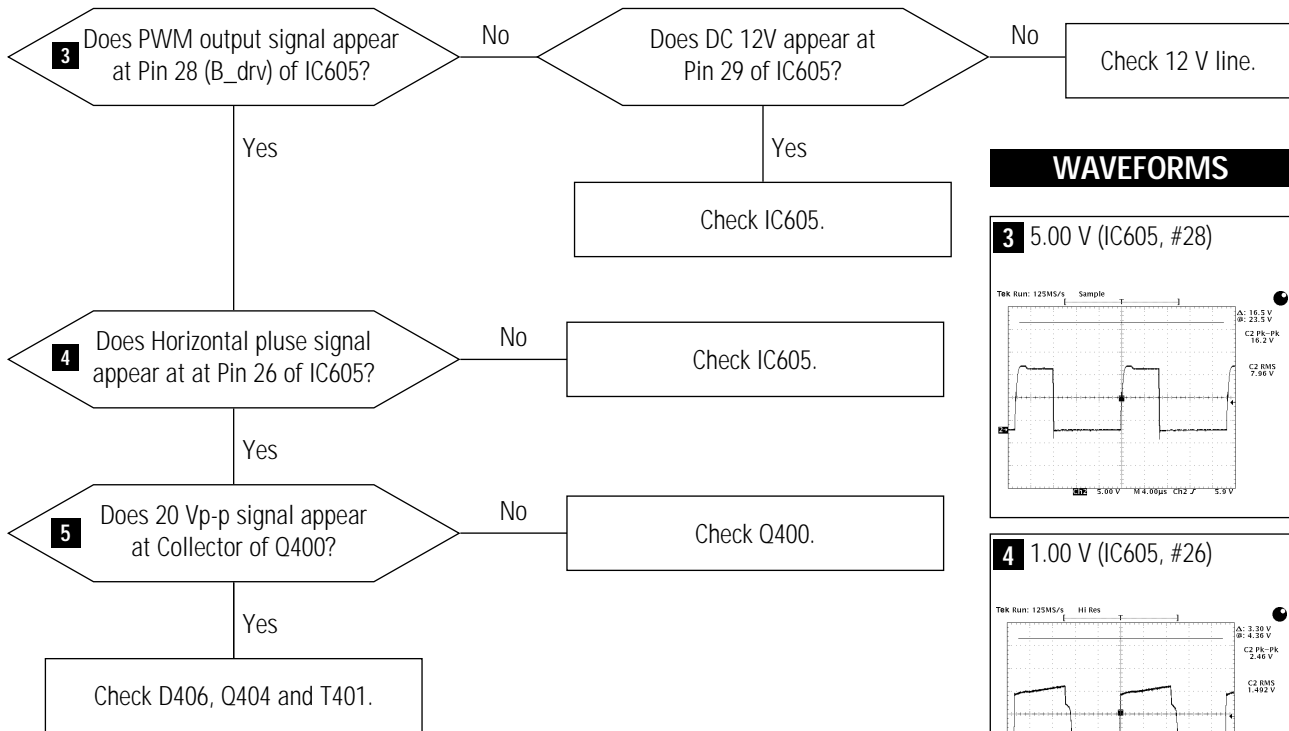 3 Does PWM output signal appear
at Pin 28 (B_drv) of IC605?
No
Does DC 12V appear at
Pin 29 of IC605?
No
Check 12 V line.
Yes
Yes
Check IC605.
4 Does Horizontal pluse signal
appear at at Pin 26 of IC605?
No
Check IC605.
Yes
5 Does 20 Vp-p signal appear
at Collector of Q400?
No
Check Q400.
Yes
Check D406, Q404 and T401.
WAVEFORMS
3 5.00 V (IC605, #28)
Tek Run: 125MS/s Sample
T
Δ: 16.5 V
@: 23.5 V
C2 Pk-Pk
16.2 V
C2 RMS
7.96 V
2
Ch2 5.00 V M 4.00µs Ch2 5.9 V
4 1.00 V (IC605, #26)
Tek Run: 125MS/s Hi Res
T
Δ: 3.30 V
@: 4.36 V
C2 Pk-Pk
2.46 V
C2 RMS
1.492 V